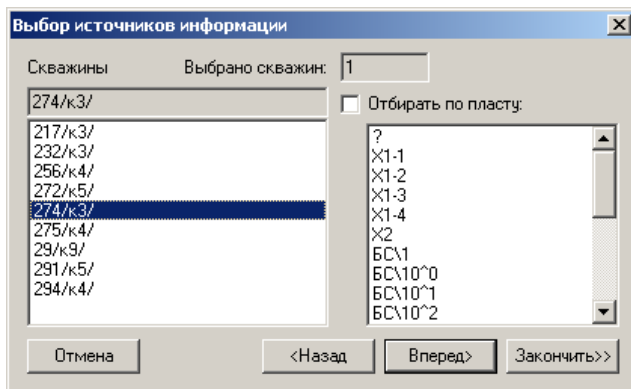 Выбор источников информации
Скважины
Выбрано скважин:
1
274/к3/
Отбирать по пласту:
217/к3/
232/к3/
256/к4/
272/к5/
274/к3/
275/к4/
29/к9/
291/к5/
294/к4/
?
Х1-1
Х1-2
Х1-3
Х1-4
Х2
БС\1
БС\10^0
БС\10^1
БС\10^2
Отмена
<Назад
Вперед>
Закончить>>